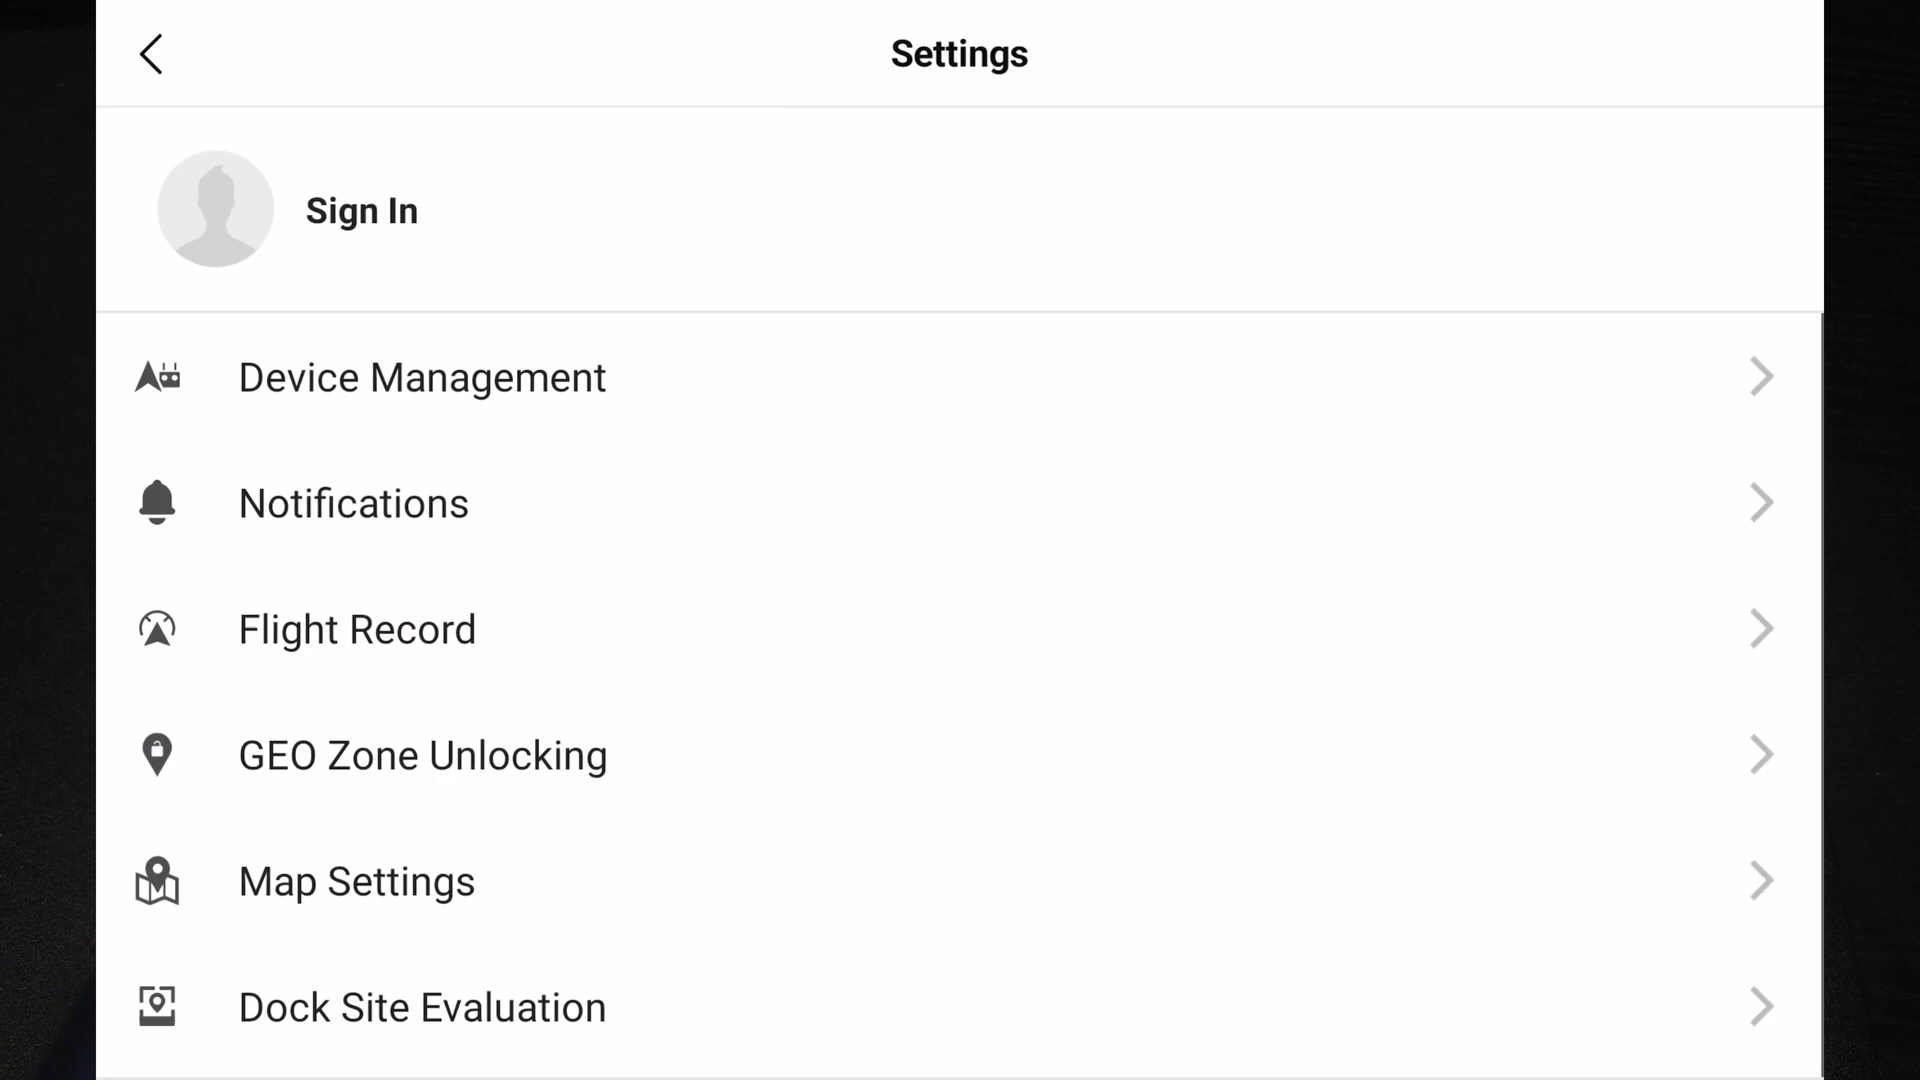 Settings
Sign In
Device Management
Notifications
Flight Record
GEO Zone Unlocking
Map Settings
Dock Site Evaluation